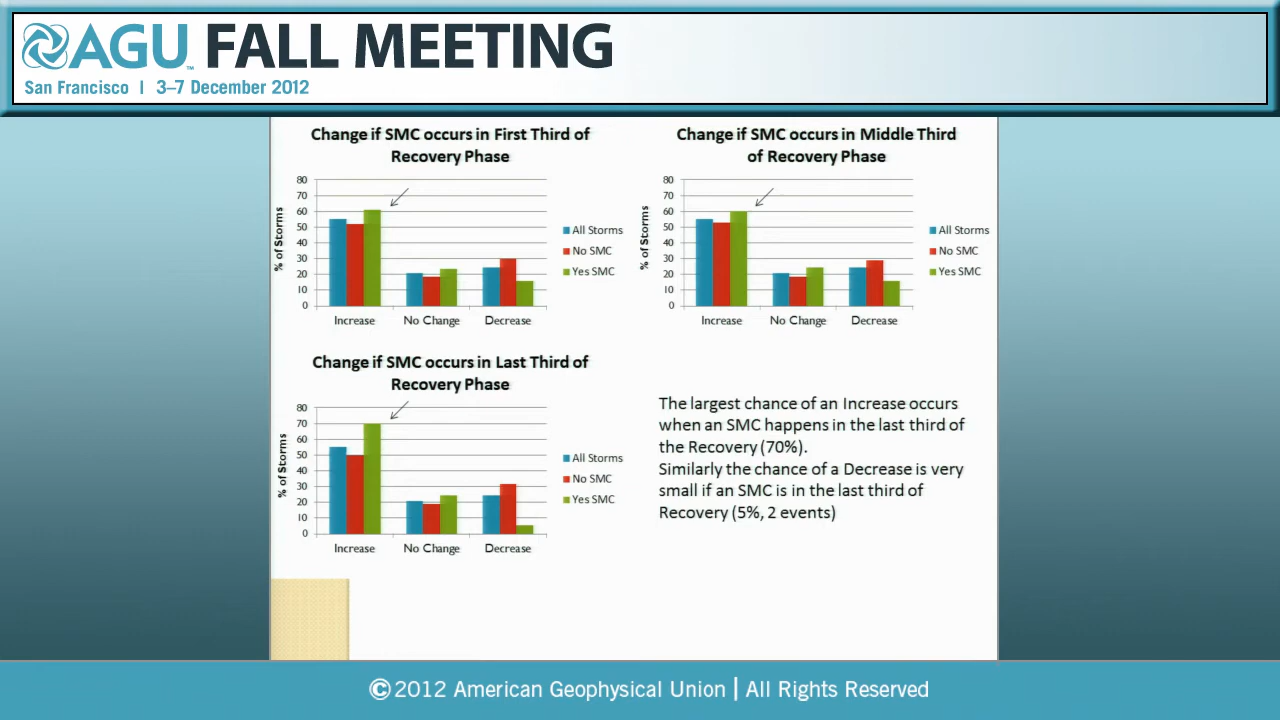 AGU™ FALL MEETING
San Francisco | 3–7 December 2012
Change if SMC occurs in First Third of
Recovery Phase
% of Storms
80
70
60
50
40
30
20
10
0
Increase
No Change
Decrease
All Storms
No SMC
Yes SMC
Change if SMC occurs in Middle Third
of Recovery Phase
% of Storms
80
70
60
50
40
30
20
10
0
Increase
No Change
Decrease
All Storms
No SMC
Yes SMC
Change if SMC occurs in Last Third of
Recovery Phase
% of Storms
80
70
60
50
40
30
20
10
0
Increase
No Change
Decrease
All Storms
No SMC
Yes SMC
The largest chance of an Increase occurs
when an SMC happens in the last third of
the Recovery (70%).
Similarly the chance of a Decrease is very
small if an SMC is in the last third of
Recovery (5%, 2 events)
©2012 American Geophysical Union | All Rights Reserved